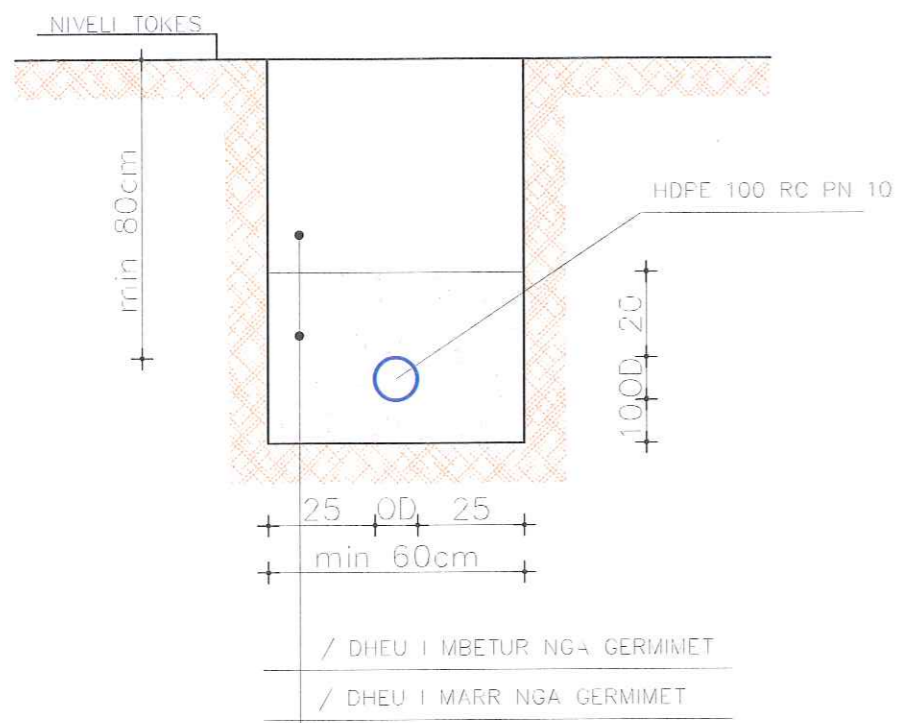 NIVELI TOKES
min 80cm
HDPE 100 RC PN 10
20
OD
10
25 OD 25
min 60cm
/ DHEU I MBETUR NGA GERMIMET
/ DHEU I MARR NGA GERMIMET